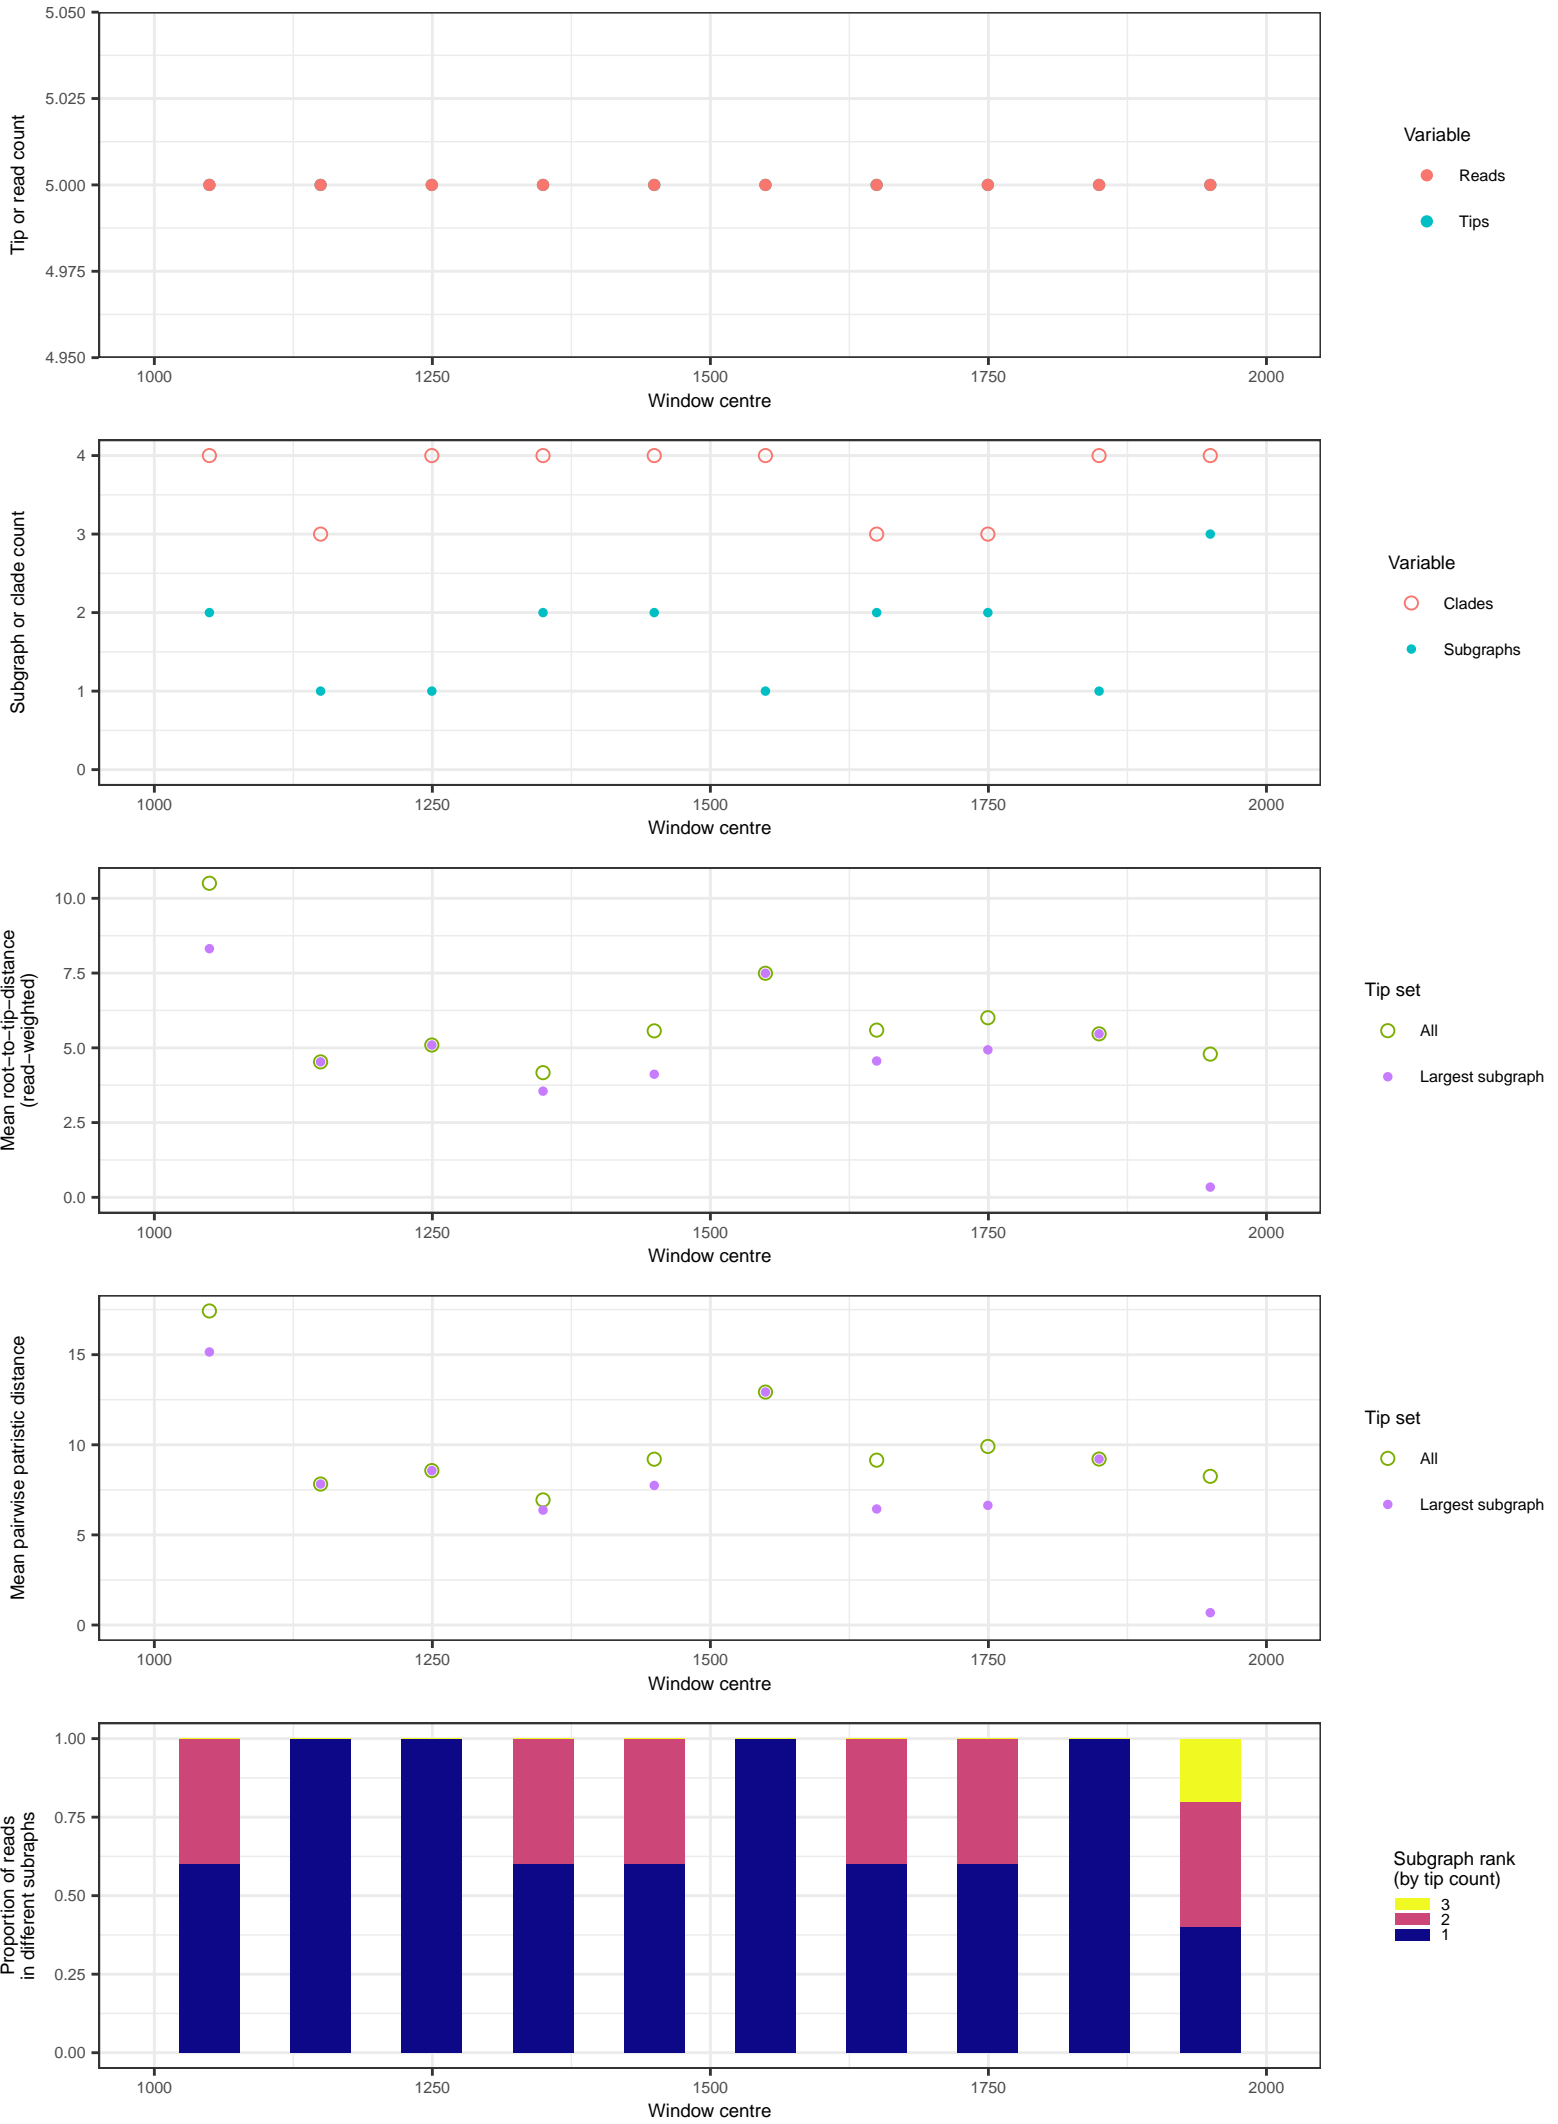 5.050
5.025
5.000
4.975
4.950
Tip or read count
1000 1250 1500 1750 2000
Window centre
Variable
Reads
Tips
4
3
2
1
0
Subgraph or clade count
1000 1250 1500 1750 2000
Window centre
Variable
Clades
Subgraphs
10.0
7.5
5.0
2.5
0.0
Mean root−to−tip−distance
(read−weighted)
1000 1250 1500 1750 2000
Window centre
Tip set
All
Largest subgraph
15
10
5
0
Mean pairwise patristic distance
1000 1250 1500 1750 2000
Window centre
Tip set
All
Largest subgraph
1.00
0.75
0.50
0.25
0.00
Proportion of reads
in different subraphs
1000 1250 1500 1750 2000
Window centre
Subgraph rank
(by tip count)
3
2
1